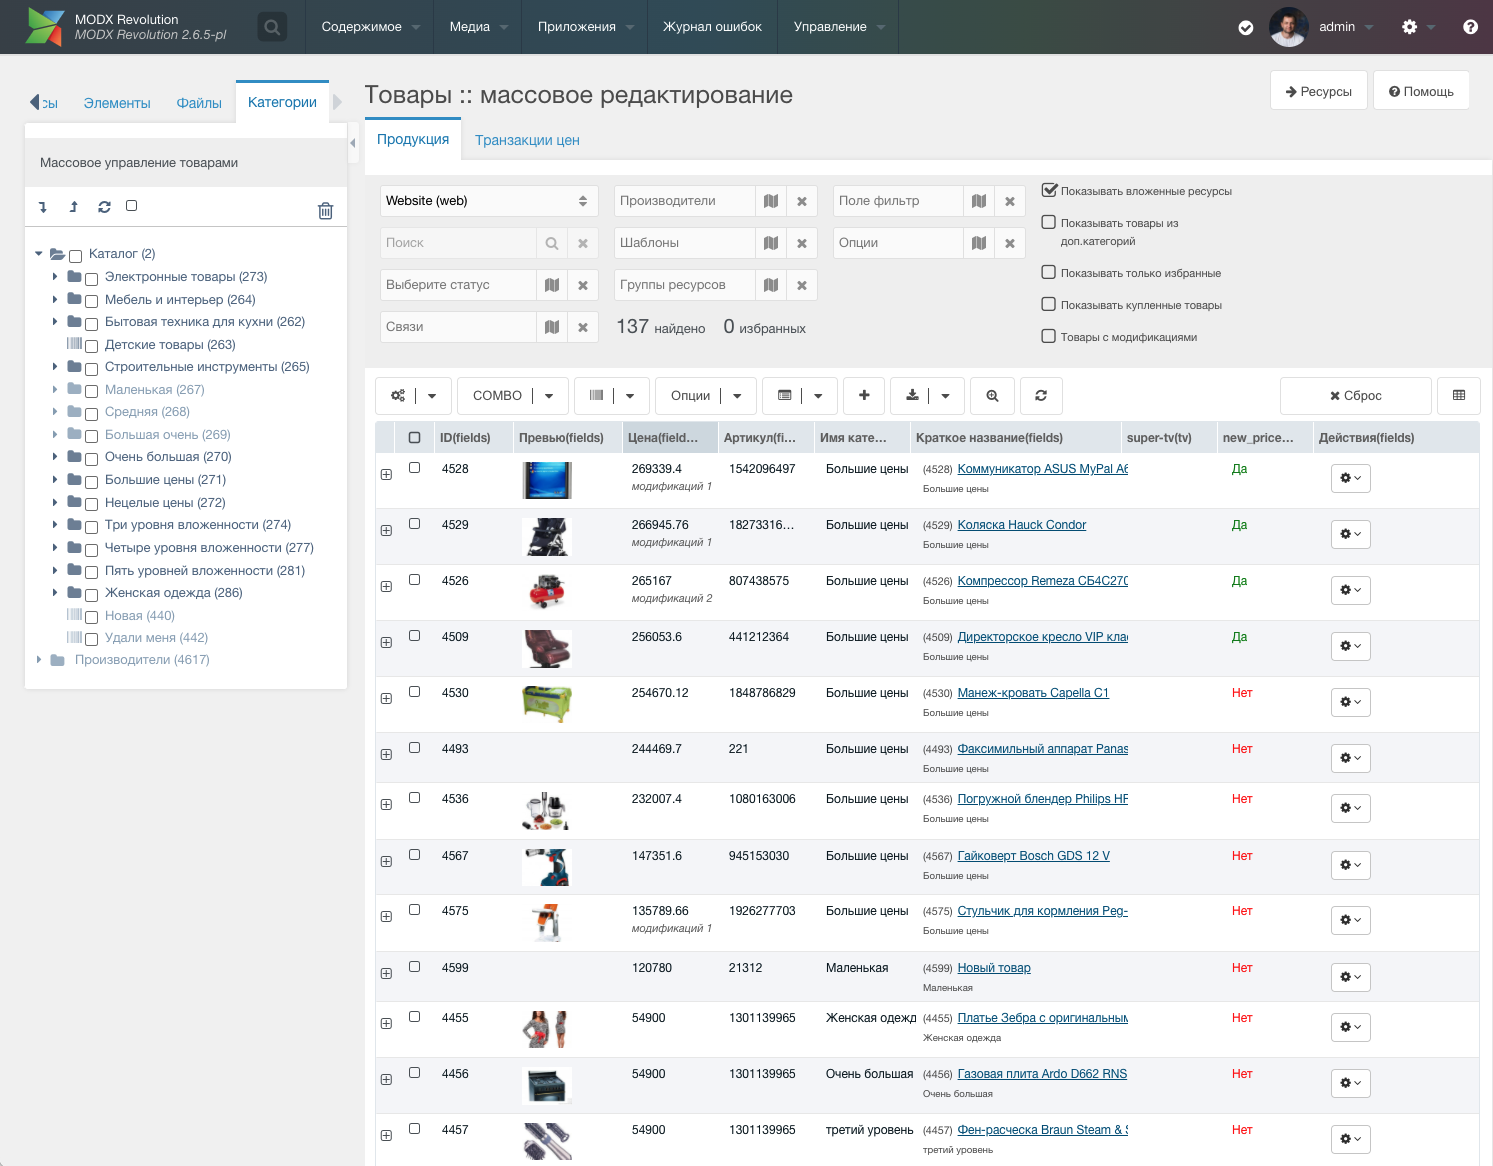 MODX Revolution
MODX Revolution 2.6.5-pl
Содержимое
Медиа
Приложения
Журнал ошибок
Управление
admin
Элементы
Файлы
Категории
Массовое управление товарами
Каталог (2)
Электронные товары (273)
Мебель и интерьер (264)
Бытовая техника для кухни (262)
Детские товары (263)
Строительные инструменты (265)
Маленькая (267)
Средняя (268)
Большая очень (269)
Очень большая (270)
Большие цены (271)
Нецелые цены (272)
Три уровня вложенности (274)
Четыре уровня вложенности (277)
Пять уровней вложенности (281)
Женская одежда (286)
Новая (440)
Удали меня (442)
Производители (4617)
Товары :: массовое редактирование
Ресурсы
Помощь
Продукция
Транзакции цен
Website (web)
Производители
Поле фильтр
Поиск
Шаблоны
Опции
Выберите статус
Группы ресурсов
Связи
137 найдено 0 избранных
Показывать вложенные ресурсы
Показывать товары из
доп.категорий
Показывать только избранные
Показывать купленные товары
Товары с модификациями
COMBO
Опции
Сброс
ID(fields) Превью(fields) Цена(field... Артикул(fi... Имя кате... Краткое название(fields) super-tv(tv) new_price... Действия(fields)
4528 269339.4 1542096497 Большие цены (4528) Коммуникатор ASUS MyPal A6 Да
модификаций 1 Большие цены
4529 266945.76 18273316... Большие цены (4529) Коляска Hauck Condor Да
модификаций 1 Большие цены
4526 265167 807438575 Большие цены (4526) Компрессор Remeza СБ4С270 Да
модификаций 2 Большие цены
4509 256053.6 441212364 Большие цены (4509) Директорское кресло VIP клас Да
Большие цены
4530 254670.12 1848786829 Большие цены (4530) Манеж-кровать Capella C1 Нет
Большие цены
4493 244469.7 221 Большие цены (4493) Факсимильный аппарат Panas Нет
Большие цены
4536 232007.4 1080163006 Большие цены (4536) Погружной блендер Philips HF Нет
Большие цены
4567 147351.6 945153030 Большие цены (4567) Гайковерт Bosch GDS 12 V Нет
Большие цены
4575 135789.66 1926277703 Большие цены (4575) Стульчик для кормления Peg- Нет
модификаций 1 Большие цены
4599 120780 21312 Маленькая (4599) Новый товар Нет
Маленькая
4455 54900 1301139965 Женская одежд (4455) Платье Зебра с оригинальным Нет
Женская одежда
4456 54900 1301139965 Очень большая (4456) Газовая плита Ardo D662 RNS Нет
Очень большая
4457 54900 1301139965 третий уровень (4457) Фен-расческа Braun Steam & S Нет
третий уровень